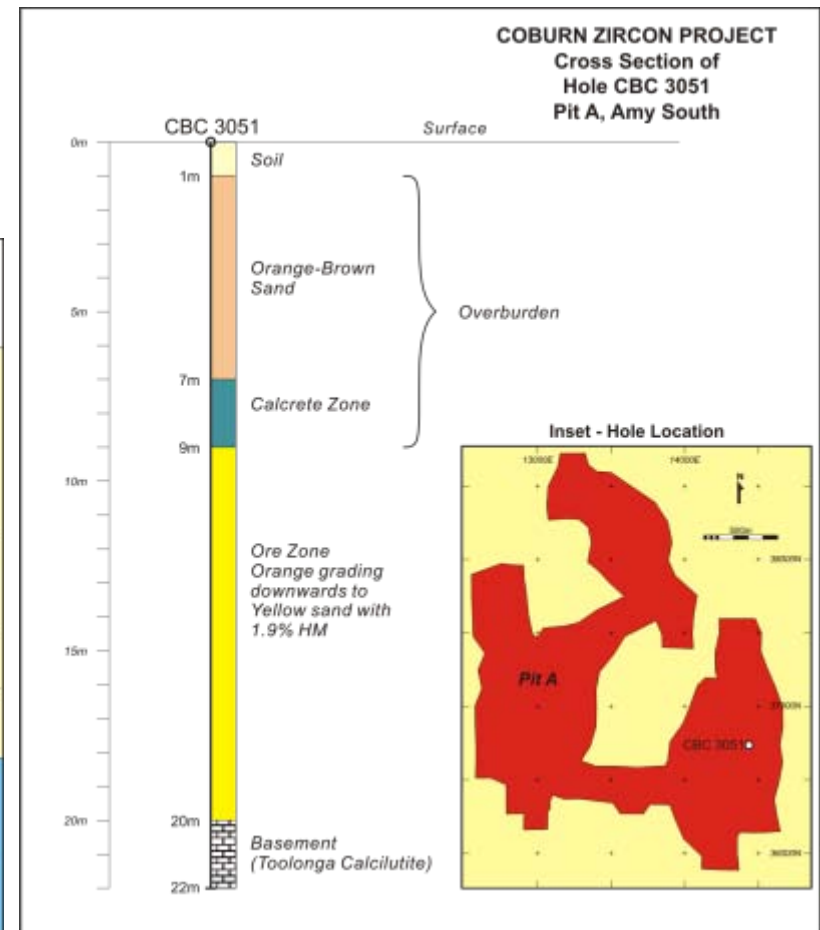 COBURN ZIRCON PROJECT
Cross Section of
Hole CBC 3051
Pit A, Amy South
CBC 3051
Surface
0m
Soil
1m
Orange-Brown
Sand
5m
Overburden
7m
Calcrete Zone
9m
10m
Ore Zone
Orange grading
downwards to
Yellow sand with
1.9% HM
15m
20m
20m
Basement
(Toolonga Calcilutite)
22m
Inset - Hole Location
13000E
14000E
N
Pit A
CBC 3051